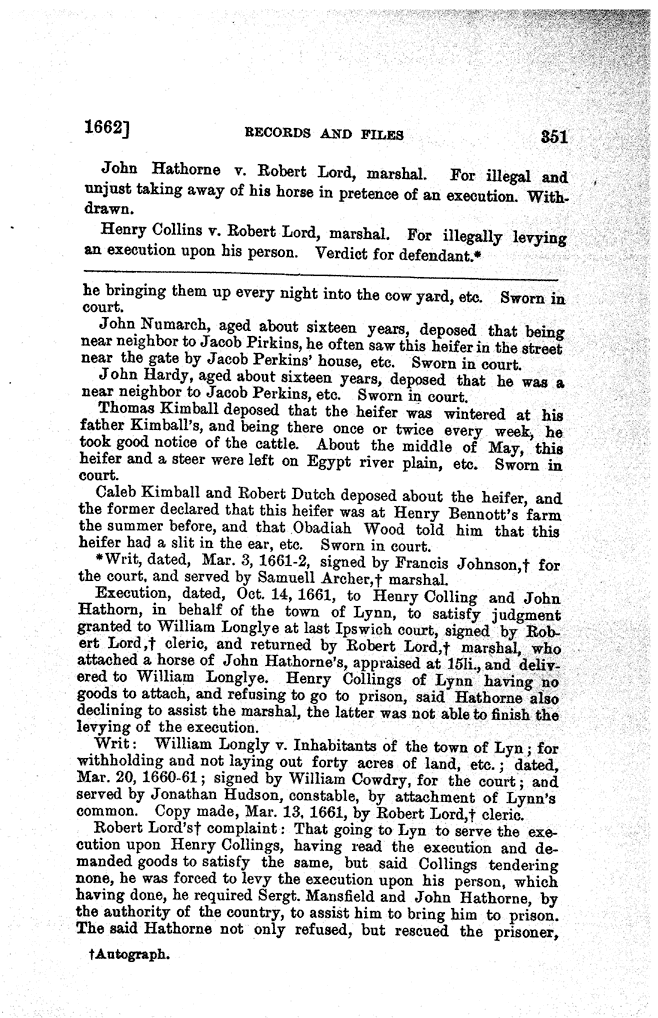 1662] RECORDS AND FILES 351
John Hathorne v. Robert Lord, marshal. For illegal and
unjust taking away of his horse in pretence of an execution. With-
drawn.
Henry Collins v. Robert Lord, marshal. For illegally levying
an execution upon his person. Verdict for defendant.*
he bringing them up every night into the cow yard, etc. Sworn in
court.
John Numarch, aged about sixteen years, deposed that being
near neighbor to Jacob Pirkins, he often saw this heifer in the street
near the gate by Jacob Perkins' house, etc. Sworn in court.
John Hardy, aged about sixteen years, deposed that he was a
near neighbor to Jacob Perkins, etc. Sworn in court.
Thomas Kimball deposed that the heifer was wintered at his
father Kimball's, and being there once or twice every week, he
took good notice of the cattle. About the middle of May, this
heifer and a steer were left on Egypt river plain, etc. Sworn in
court.
Caleb Kimball and Robert Dutch deposed about the heifer, and
the former declared that this heifer was at Henry Bennott's farm
the summer before, and that Obadiah Wood told him that this
heifer had a slit in the ear, etc. Sworn in court.
*Writ, dated, Mar. 3, 1661-2, signed by Francis Johnson,† for
the court, and served by Samuell Archer,† marshal.
Execution, dated, Oct. 14, 1661, to Henry Colling and John
Hathorn, in behalf of the town of Lynn, to satisfy judgment
granted to William Longlye at last Ipswich court, signed by Rob-
ert Lord,† cleric, and returned by Robert Lord,† marshal, who
attached a horse of John Hathorne's, appraised at 15li., and deliv-
ered to William Longlye. Henry Collings of Lynn having no
goods to attach, and refusing to go to prison, said Hathorne also
declining to assist the marshal, the latter was not able to finish the
levying of the execution.
Writ: William Longly v. Inhabitants of the town of Lyn; for
withholding and not laying out forty acres of land, etc.; dated,
Mar. 20, 1660-61; signed by William Cowdry, for the court; and
served by Jonathan Hudson, constable, by attachment of Lynn's
common. Copy made, Mar. 13, 1661, by Robert Lord,† cleric.
Robert Lord's† complaint: That going to Lyn to serve the exe-
cution upon Henry Collings, having read the execution and de-
manded goods to satisfy the same, but said Collings tendering
none, he was forced to levy the execution upon his person, which
having done, he required Sergt. Mansfield and John Hathorne, by
the authority of the country, to assist him to bring him to prison.
The said Hathorne not only refused, but rescued the prisoner,
†Autograph.